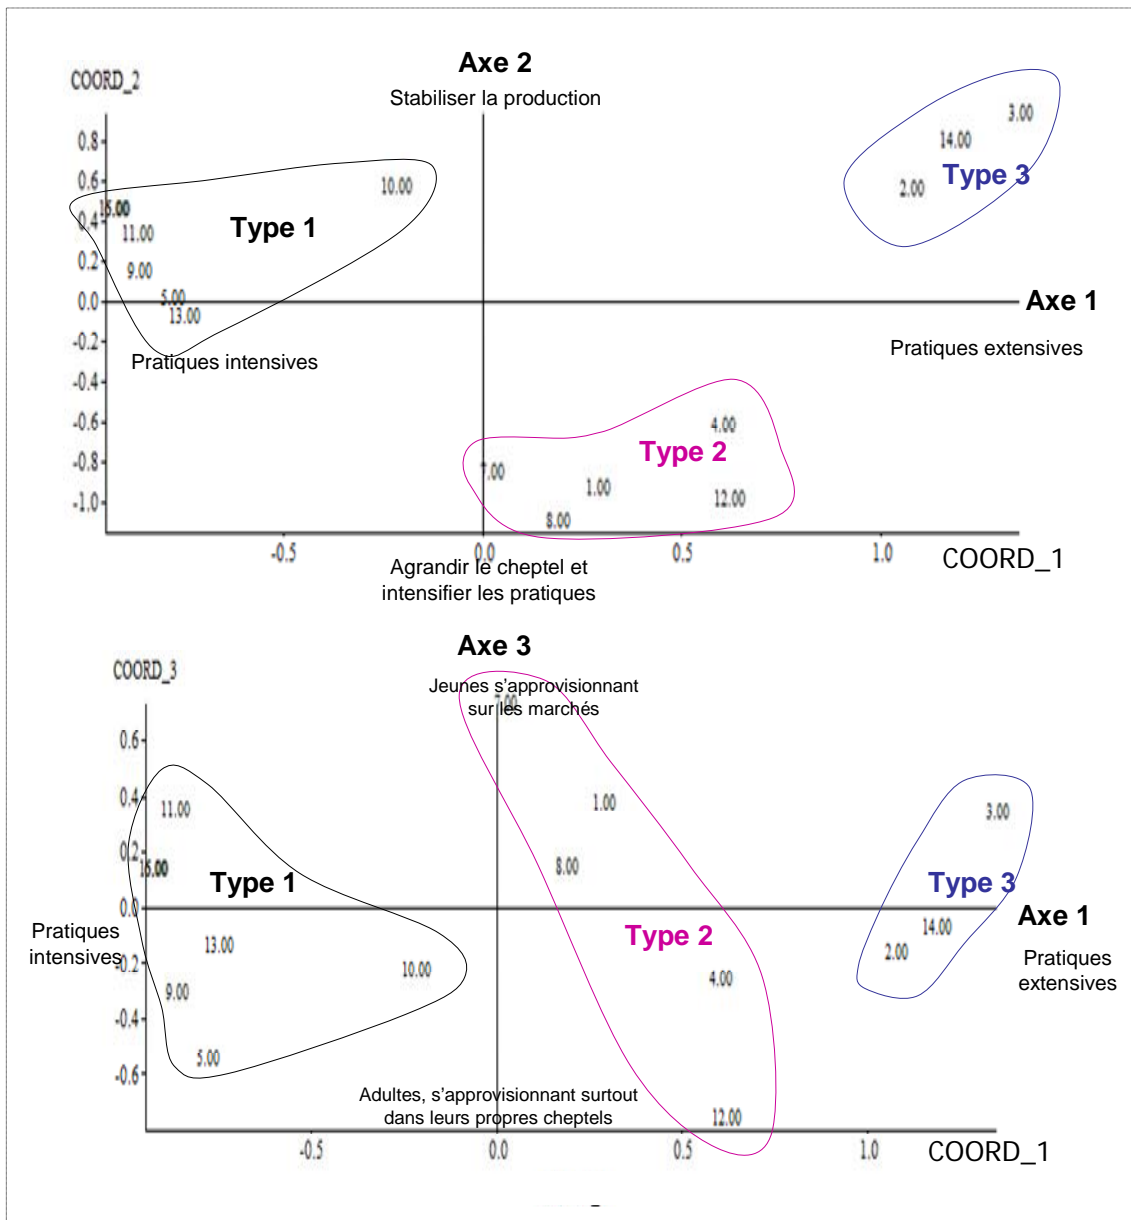 Axe 2
COORD_2
Stabiliser la production
0.8
3.00
14.00
0.6
10.00
Type 3
2.00
0.4
11.00
Type 1
0.2
9.00
0.0
5.00
Axe 1
13.00
-0.2
Pratiques intensives
Pratiques extensives
-0.4
-0.6
4.00
Type 2
-0.8
7.00
1.00
12.00
-1.0
8.00
-0.5
0.0
0.5
1.0
COORD_1
Agrandir le cheptel et
intensifier les pratiques
Axe 3
COORD_3
Jeunes s'approvisionnant
sur les marchés
7.00
0.6
0.4
11.00
1.00
3.00
0.2
8.00
Type 1
Type 3
0.0
Axe 1
Pratiques
intensives
13.00
Type 2
14.00
2.00
Pratiques
extensives
-0.2
10.00
4.00
9.00
-0.4
5.00
-0.6
Adultes, s'approvisionnant surtout
dans leurs propres cheptels
12.00
-0.5
0.0
0.5
1.0
COORD_1